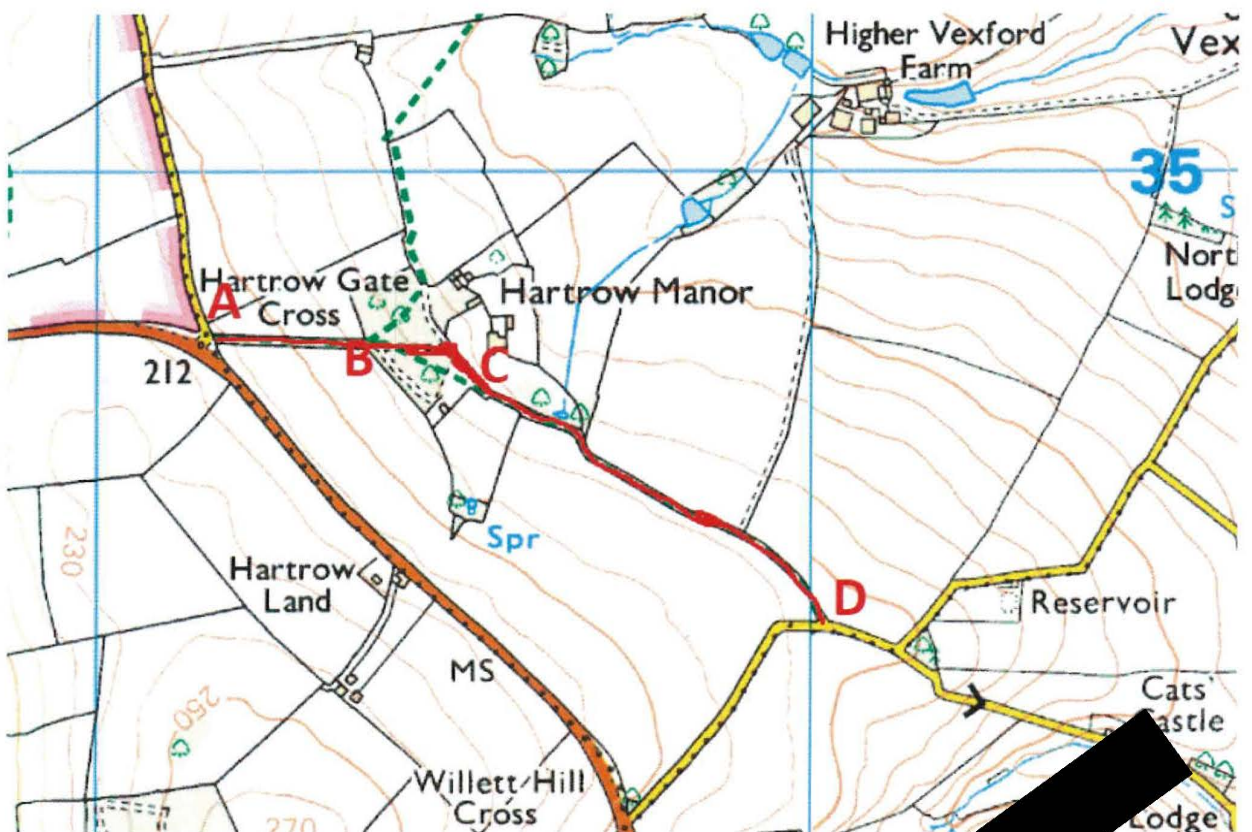 Higher Vexford
Farm
Vex
35
S
Hartrow Gate
Cross
A
Hartrow Manor
Nort
Lodg
212
B
C
Spr
230
Hartrow
Land
D
Reservoir
MS
250
Cats'
Castle
Willett Hill
Cross
270
Lodge